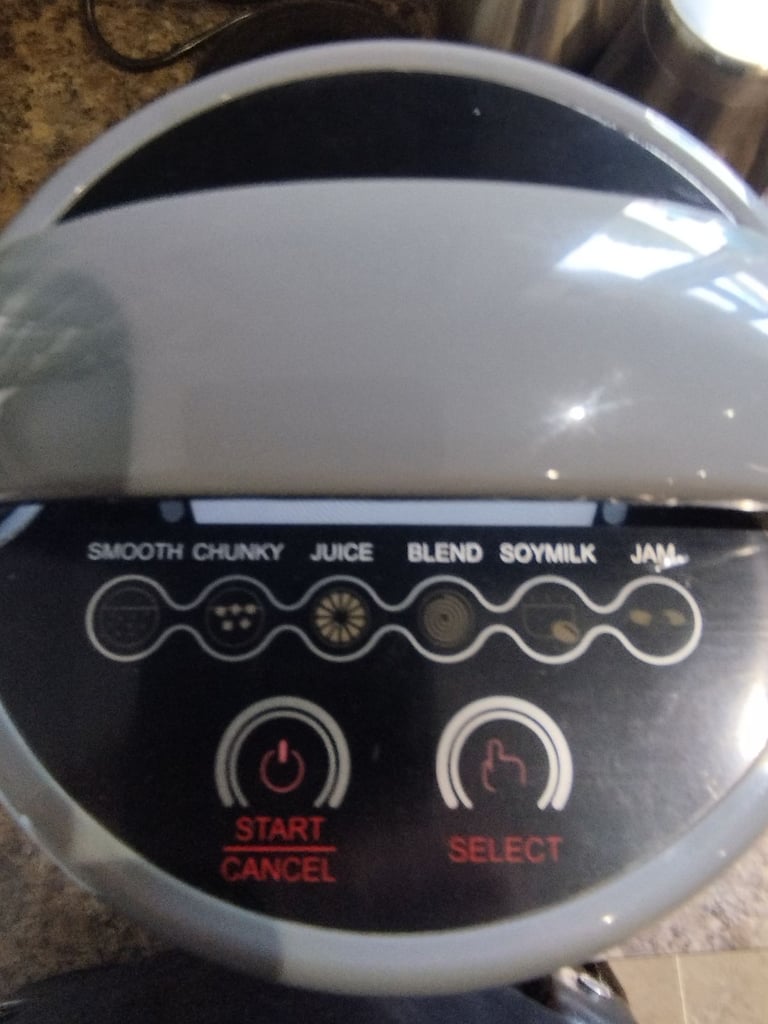 SMOOTH CHUNKY JUICE BLEND SOYMILK JAM
START SELECT
CANCEL